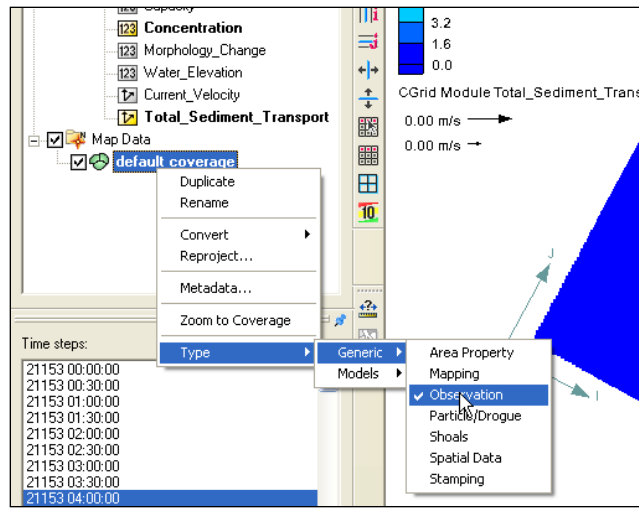 Capacity
123 Concentration
123 Morphology_Change
123 Water_Elevation
Current_Velocity
Total_Sediment_Transport
Map Data
default coverage
Duplicate
Rename
Convert
Reproject...
Metadata...
Zoom to Coverage
Type
Generic
Models
Area Property
Mapping
Observation
Particle/Drogue
Shoals
Spatial Data
Stamping
Time steps:
21153 00:00:00
21153 00:30:00
21153 01:00:00
21153 01:30:00
21153 02:00:00
21153 02:30:00
21153 03:00:00
21153 03:30:00
21153 04:00:00
10
3.2
1.6
0.0
CGrid Module Total_Sediment_Trans
0.00 m/s
0.00 m/s
J
I